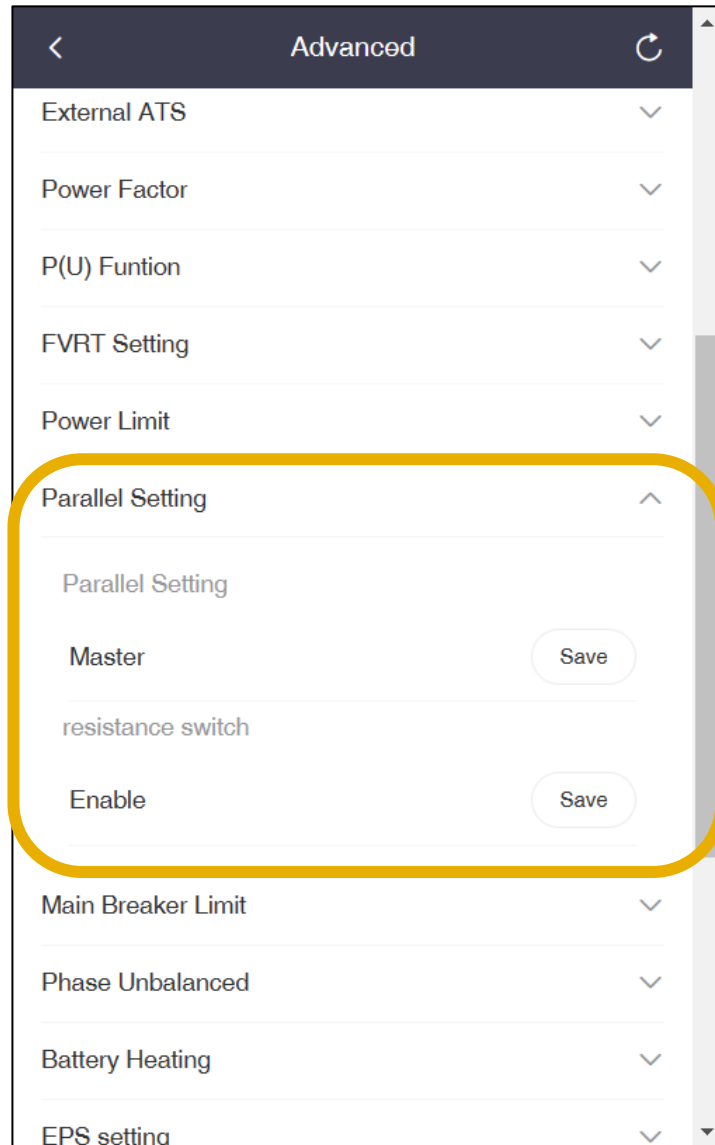 Advanced
External ATS
Power Factor
P(U) Funtion
FVRT Setting
Power Limit
Parallel Setting
Parallel Setting
Master Save
resistance switch
Enable Save
Main Breaker Limit
Phase Unbalanced
Battery Heating
EPS setting